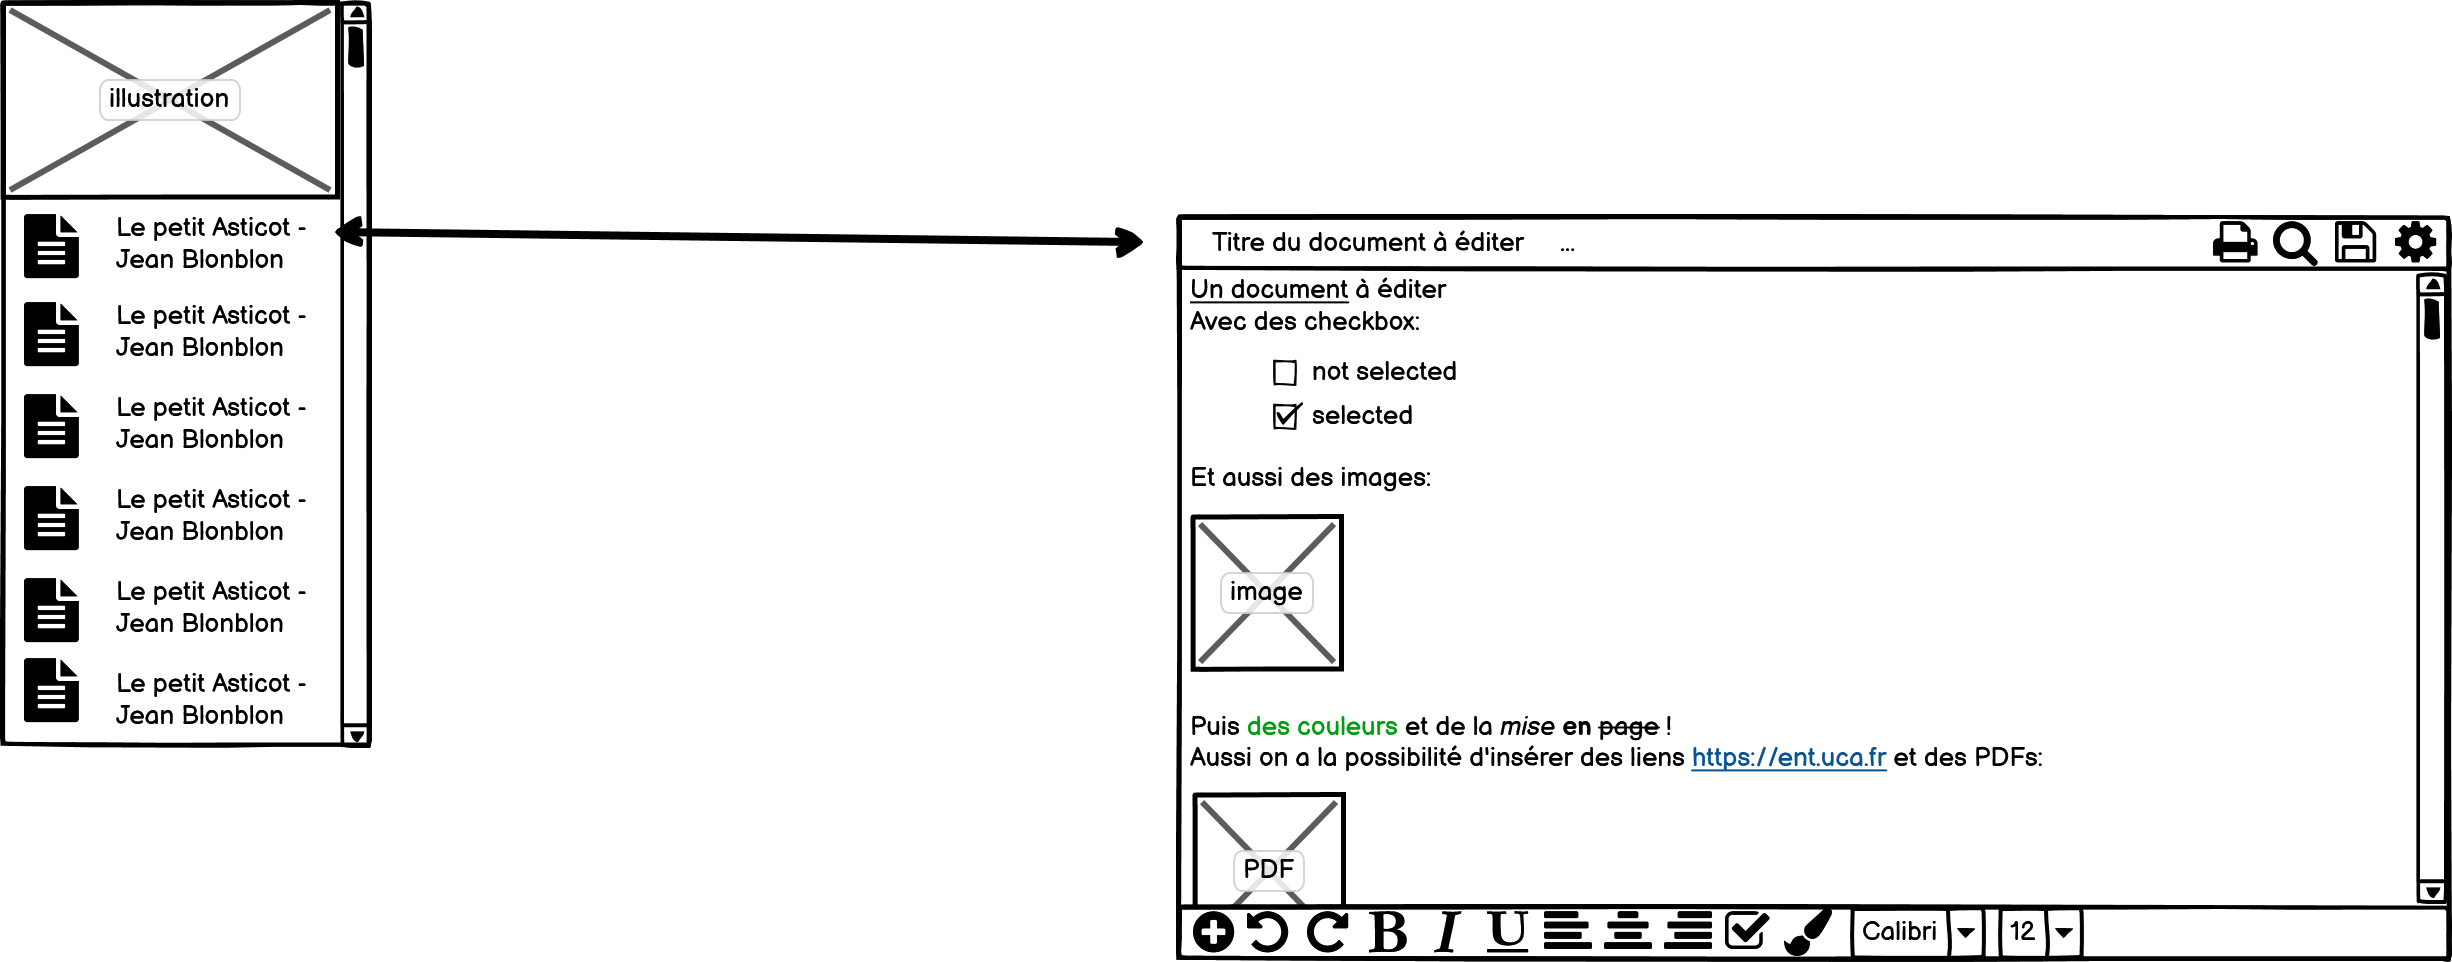 illustration
Le petit Asticot -
Jean Blonblon
Le petit Asticot -
Jean Blonblon
Le petit Asticot -
Jean Blonblon
Le petit Asticot -
Jean Blonblon
Le petit Asticot -
Jean Blonblon
Le petit Asticot -
Jean Blonblon
Titre du document à éditer ...
Un document à éditer
Avec des checkbox:
not selected
selected
Et aussi des images:
image
Puis des couleurs et de la mise en page !
Aussi on a la possibilité d'insérer des liens https://ent.uca.fr et des PDFs:
PDF
B I U Calibri 12